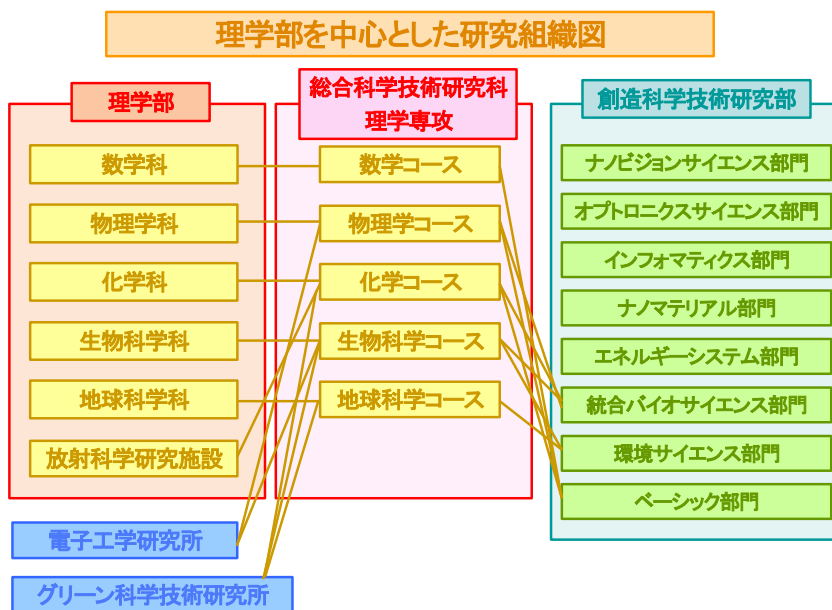 理学部を中心とした研究組織図
理学部
数学科
物理学科
化学科
生物科学科
地球科学科
放射科学研究施設
電子工学研究所
グリーン科学技術研究所
総合科学技術研究科
理学専攻
数学コース
物理学コース
化学コース
生物科学コース
地球科学コース
創造科学技術研究部
ナノビジョンサイエンス部門
オプトロニクスサイエンス部門
インフォマティクス部門
ナノマテリアル部門
エネルギーシステム部門
統合バイオサイエンス部門
環境サイエンス部門
ベーシック部門